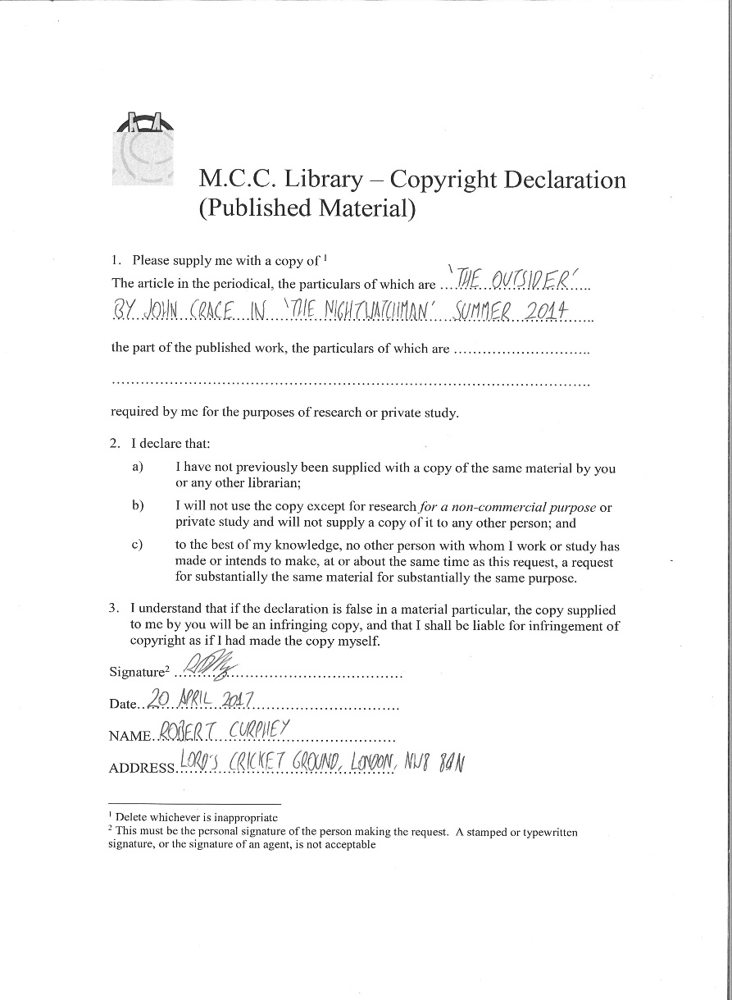 M.C.C. Library – Copyright Declaration
(Published Material)
1. Please supply me with a copy of 1
The article in the periodical, the particulars of which are ....'THE OUTSIDER'.....
BY JOHN CRACE IN 'THE NIGHTWATCHMAN' SUMMER 2014
the part of the published work, the particulars of which are ............................
....................................................................................................
required by me for the purposes of research or private study.
2. I declare that:
a) I have not previously been supplied with a copy of the same material by you
or any other librarian;
b) I will not use the copy except for research for a non-commercial purpose or
private study and will not supply a copy of it to any other person; and
c) to the best of my knowledge, no other person with whom I work or study has
made or intends to make, at or about the same time as this request, a request
for substantially the same material for substantially the same purpose.
3. I understand that if the declaration is false in a material particular, the copy supplied
to me by you will be an infringing copy, and that I shall be liable for infringement of
copyright as if I had made the copy myself.
Signature2 ................................................
Date..20 APRIL 2017...............................
NAME.ROBERT CURPHEY......................
ADDRESS.LORD'S CRICKET GROUND, LONDON, NW8 8QN
1 Delete whichever is inappropriate
2 This must be the personal signature of the person making the request. A stamped or typewritten
signature, or the signature of an agent, is not acceptable